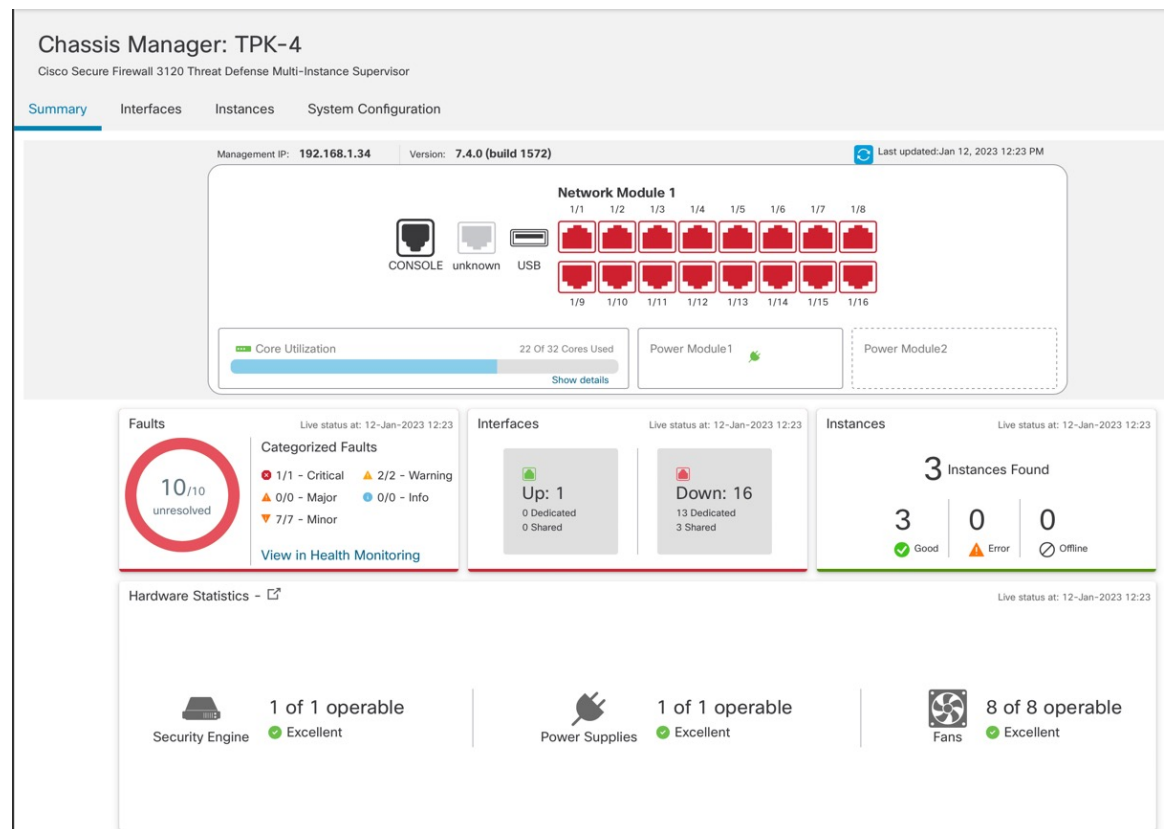 Chassis Manager: TPK-4
Cisco Secure Firewall 3120 Threat Defense Multi-Instance Supervisor
Summary Interfaces Instances System Configuration
Management IP: 192.168.1.34 Version: 7.4.0 (build 1572) Last updated:Jan 12, 2023 12:23 PM
Network Module 1
1/1 1/2 1/3 1/4 1/5 1/6 1/7 1/8
CONSOLE unknown USB
1/9 1/10 1/11 1/12 1/13 1/14 1/15 1/16
Core Utilization 22 Of 32 Cores Used
Show details
Power Module1
Power Module2
Faults Live status at: 12-Jan-2023 12:23
10/10
unresolved
Categorized Faults
1/1 - Critical 2/2 - Warning
0/0 - Major 0/0 - Info
7/7 - Minor
View in Health Monitoring
Interfaces Live status at: 12-Jan-2023 12:23
Up: 1
0 Dedicated
0 Shared
Down: 16
13 Dedicated
3 Shared
Instances Live status at: 12-Jan-2023 12:23
3 Instances Found
3 0 0
Good Error Offline
Hardware Statistics - Live status at: 12-Jan-2023 12:23
Security Engine
1 of 1 operable
Excellent
Power Supplies
1 of 1 operable
Excellent
Fans
8 of 8 operable
Excellent